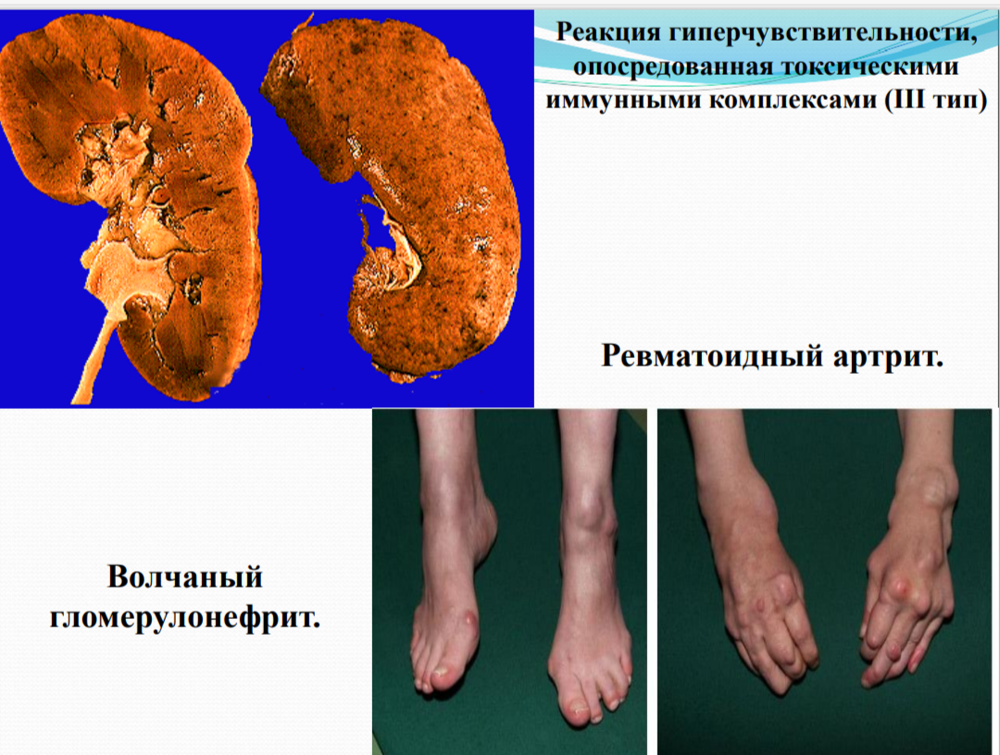 Реакция гиперчувствительности,
опосредованная токсическими
иммунными комплексами (III тип)
Ревматоидный артрит.
Волчаный
гломерулонефрит.